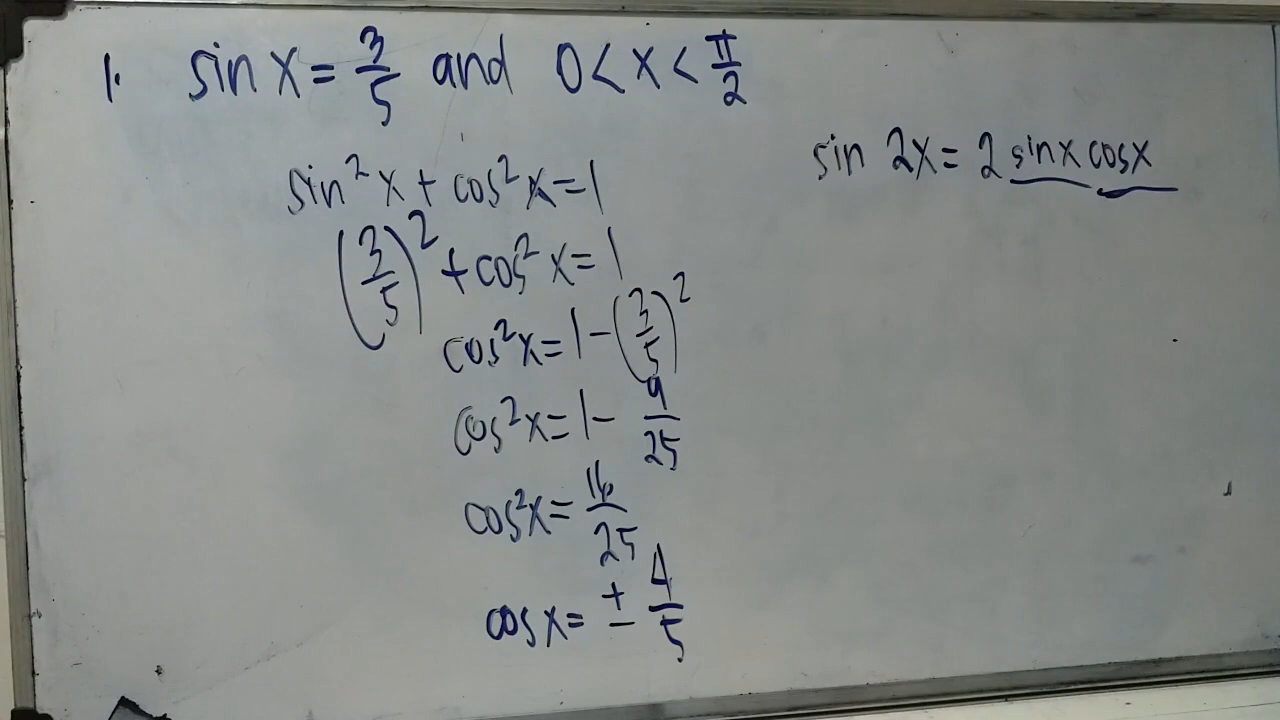 1. sin x = 3/5 and 0 < x < π/2
sin 2x = 2 sinx cosx
sin² x + cos² x = 1
(3/5)² + cos² x = 1
cos² x = 1 - (3/5)²
cos² x = 1 - 9/25
cos² x = 16/25
cos x = ± 4/5